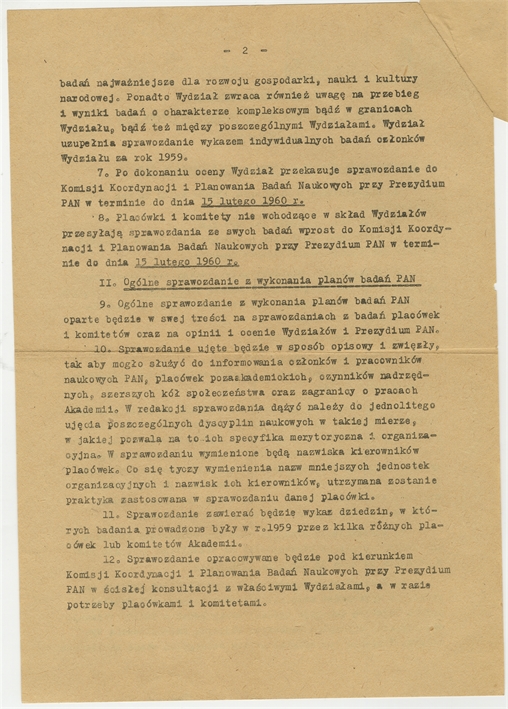 - 2 -
badań najważniejsze dla rozwoju gospodarki, nauki i kultury
narodowej. Ponadto Wydział zwraca również uwagę na przebieg
i wyniki badań o charakterze kompleksowym bądź w granicach
Wydziału, bądź też między poszczególnymi Wydziałami. Wydział
uzupełnia sprawozdanie wykazem indywidualnych badań członków
Wydziału za rok 1959.
7. Po dokonaniu oceny Wydział przekazuje sprawozdanie do
Komisji Koordynacji i Planowania Badań Naukowych przy Prezydium
PAN w terminie do dnia 15 lutego 1960 r.
8. Placówki i komitety nie wchodzące w skład Wydziałów
przesyłają sprawozdania ze swych badań wprost do Komisji Koordy-
nacji i Planowania Badań Naukowych przy Prezydium PAN w termi-
nie do dnia 15 lutego 1960 r.
II. Ogólne sprawozdanie z wykonania planów badań PAN
9. Ogólne sprawozdanie z wykonania planów badań PAN
oparte będzie w swej treści na sprawozdaniach z badań placówek
i komitetów oraz na opinii i ocenie Wydziałów i Prezydium PAN.
10. Sprawozdanie ujęte będzie w sposób opisowy i zwięzły,
tak aby mogło służyć do informowania członków i pracowników
naukowych PAN, placówek pozaakademickich, czynników nadrzęd-
nych, szerszych kół społeczeństwa oraz zagranicy o pracach
Akademii. W redakcji sprawozdania dążyć należy do jednolitego
ujęcia poszczególnych dyscyplin naukowych w takiej mierze,
w jakiej pozwala na to ich specyfika merytoryczna i organiza-
cyjna. W sprawozdaniu wymienione będą nazwiska kierowników
placówek. Co się tyczy wymienienia nazw mniejszych jednostek
organizacyjnych i nazwisk ich kierowników, utrzymana zostanie
praktyka zastosowana w sprawozdaniu danej placówki.
11. Sprawozdanie zawierać będzie wykaz dziedzin, w któ-
rych badania prowadzone były w r.1959 przez kilka różnych pla-
cówek lub komitetów Akademii.
12. Sprawozdanie opracowywane będzie pod kierunkiem
Komisji Koordynacji i Planowania Badań Naukowych przy Prezydium
PAN w ścisłej konsultacji z właściwymi Wydziałami, a w razie
potrzeby placówkami i komitetami.